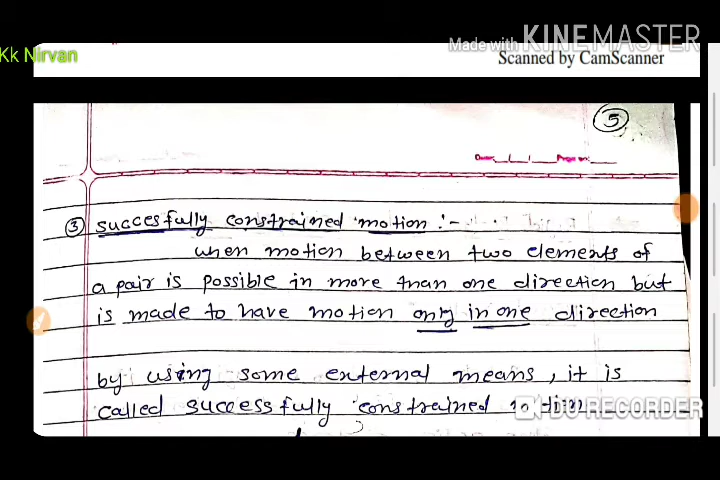 Made with KINEMASTER
Kk Nirvan
Scanned by CamScanner
5
③ succesfully constrained motion :-
when motion between two elements of
a pair is possible in more than one direction but
is made to have motion only in one direction
by using some external means, it is
called successfully constrained
DU RECORDER